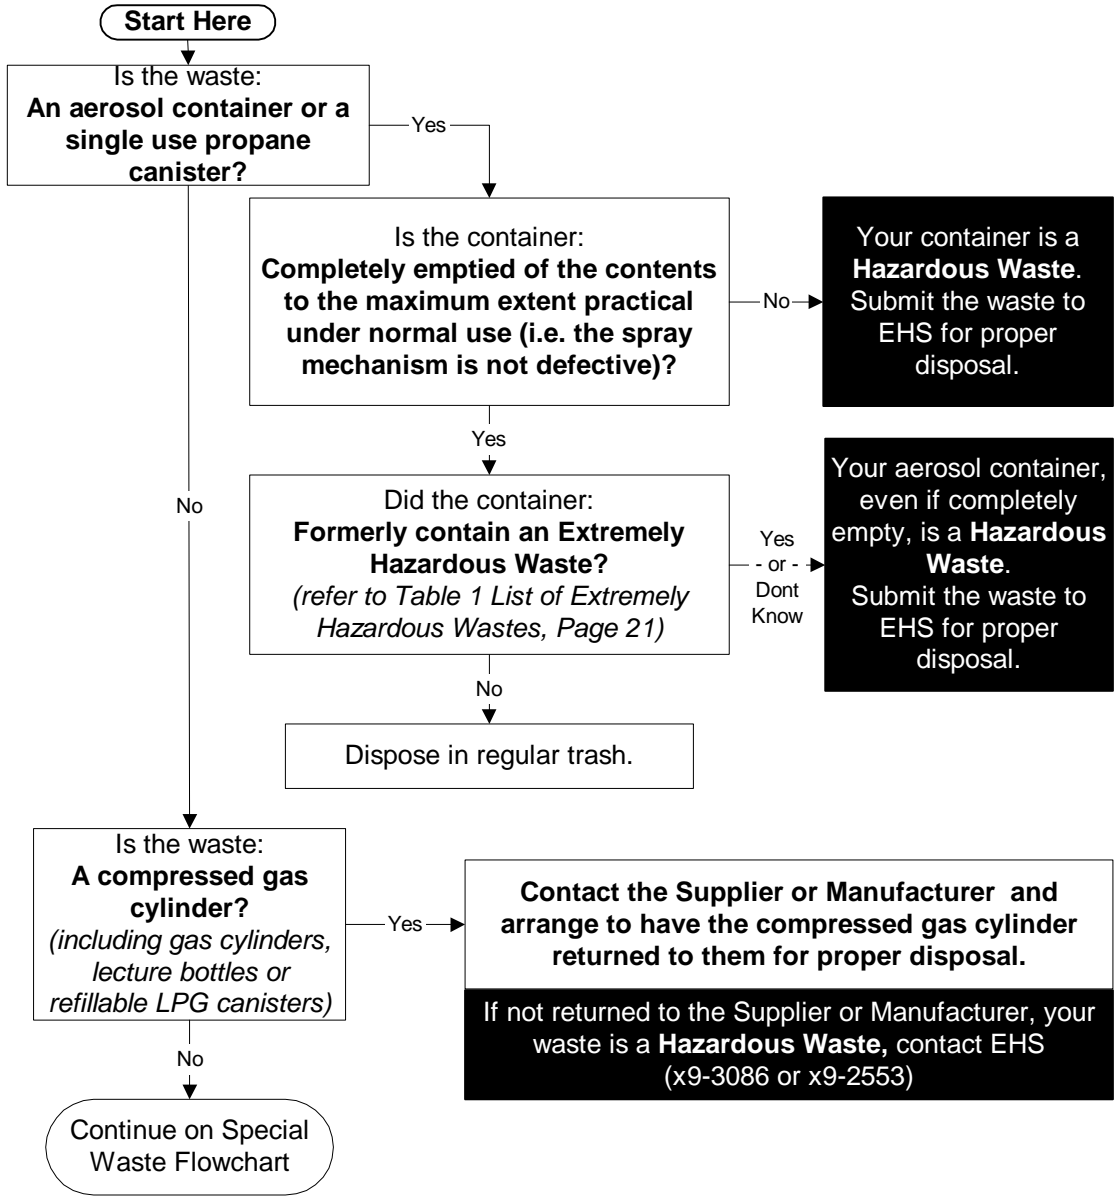 Start Here
Is the waste:
An aerosol container or a
single use propane
canister?
Yes
Is the container:
Completely emptied of the contents
to the maximum extent practical
under normal use (i.e. the spray
mechanism is not defective)?
No
Your container is a
Hazardous Waste.
Submit the waste to
EHS for proper
disposal.
Yes
Did the container:
Formerly contain an Extremely
Hazardous Waste?
(refer to Table 1 List of Extremely
Hazardous Wastes, Page 21)
Yes
- or -
Dont
Know
Your aerosol container,
even if completely
empty, is a Hazardous
Waste.
Submit the waste to
EHS for proper
disposal.
No
Dispose in regular trash.
No
Is the waste:
A compressed gas
cylinder?
(including gas cylinders,
lecture bottles or
refillable LPG canisters)
Yes
Contact the Supplier or Manufacturer and
arrange to have the compressed gas cylinder
returned to them for proper disposal.
If not returned to the Supplier or Manufacturer, your
waste is a Hazardous Waste, contact EHS
(x9-3086 or x9-2553)
No
Continue on Special
Waste Flowchart